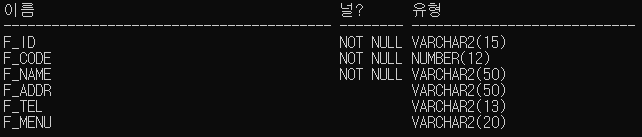 이름 널? 유형
----------------------------------------- -------- ----------------------------
F_ID NOT NULL VARCHAR2(15)
F_CODE NOT NULL NUMBER(12)
F_NAME NOT NULL VARCHAR2(50)
F_ADDR VARCHAR2(50)
F_TEL VARCHAR2(13)
F_MENU VARCHAR2(20)